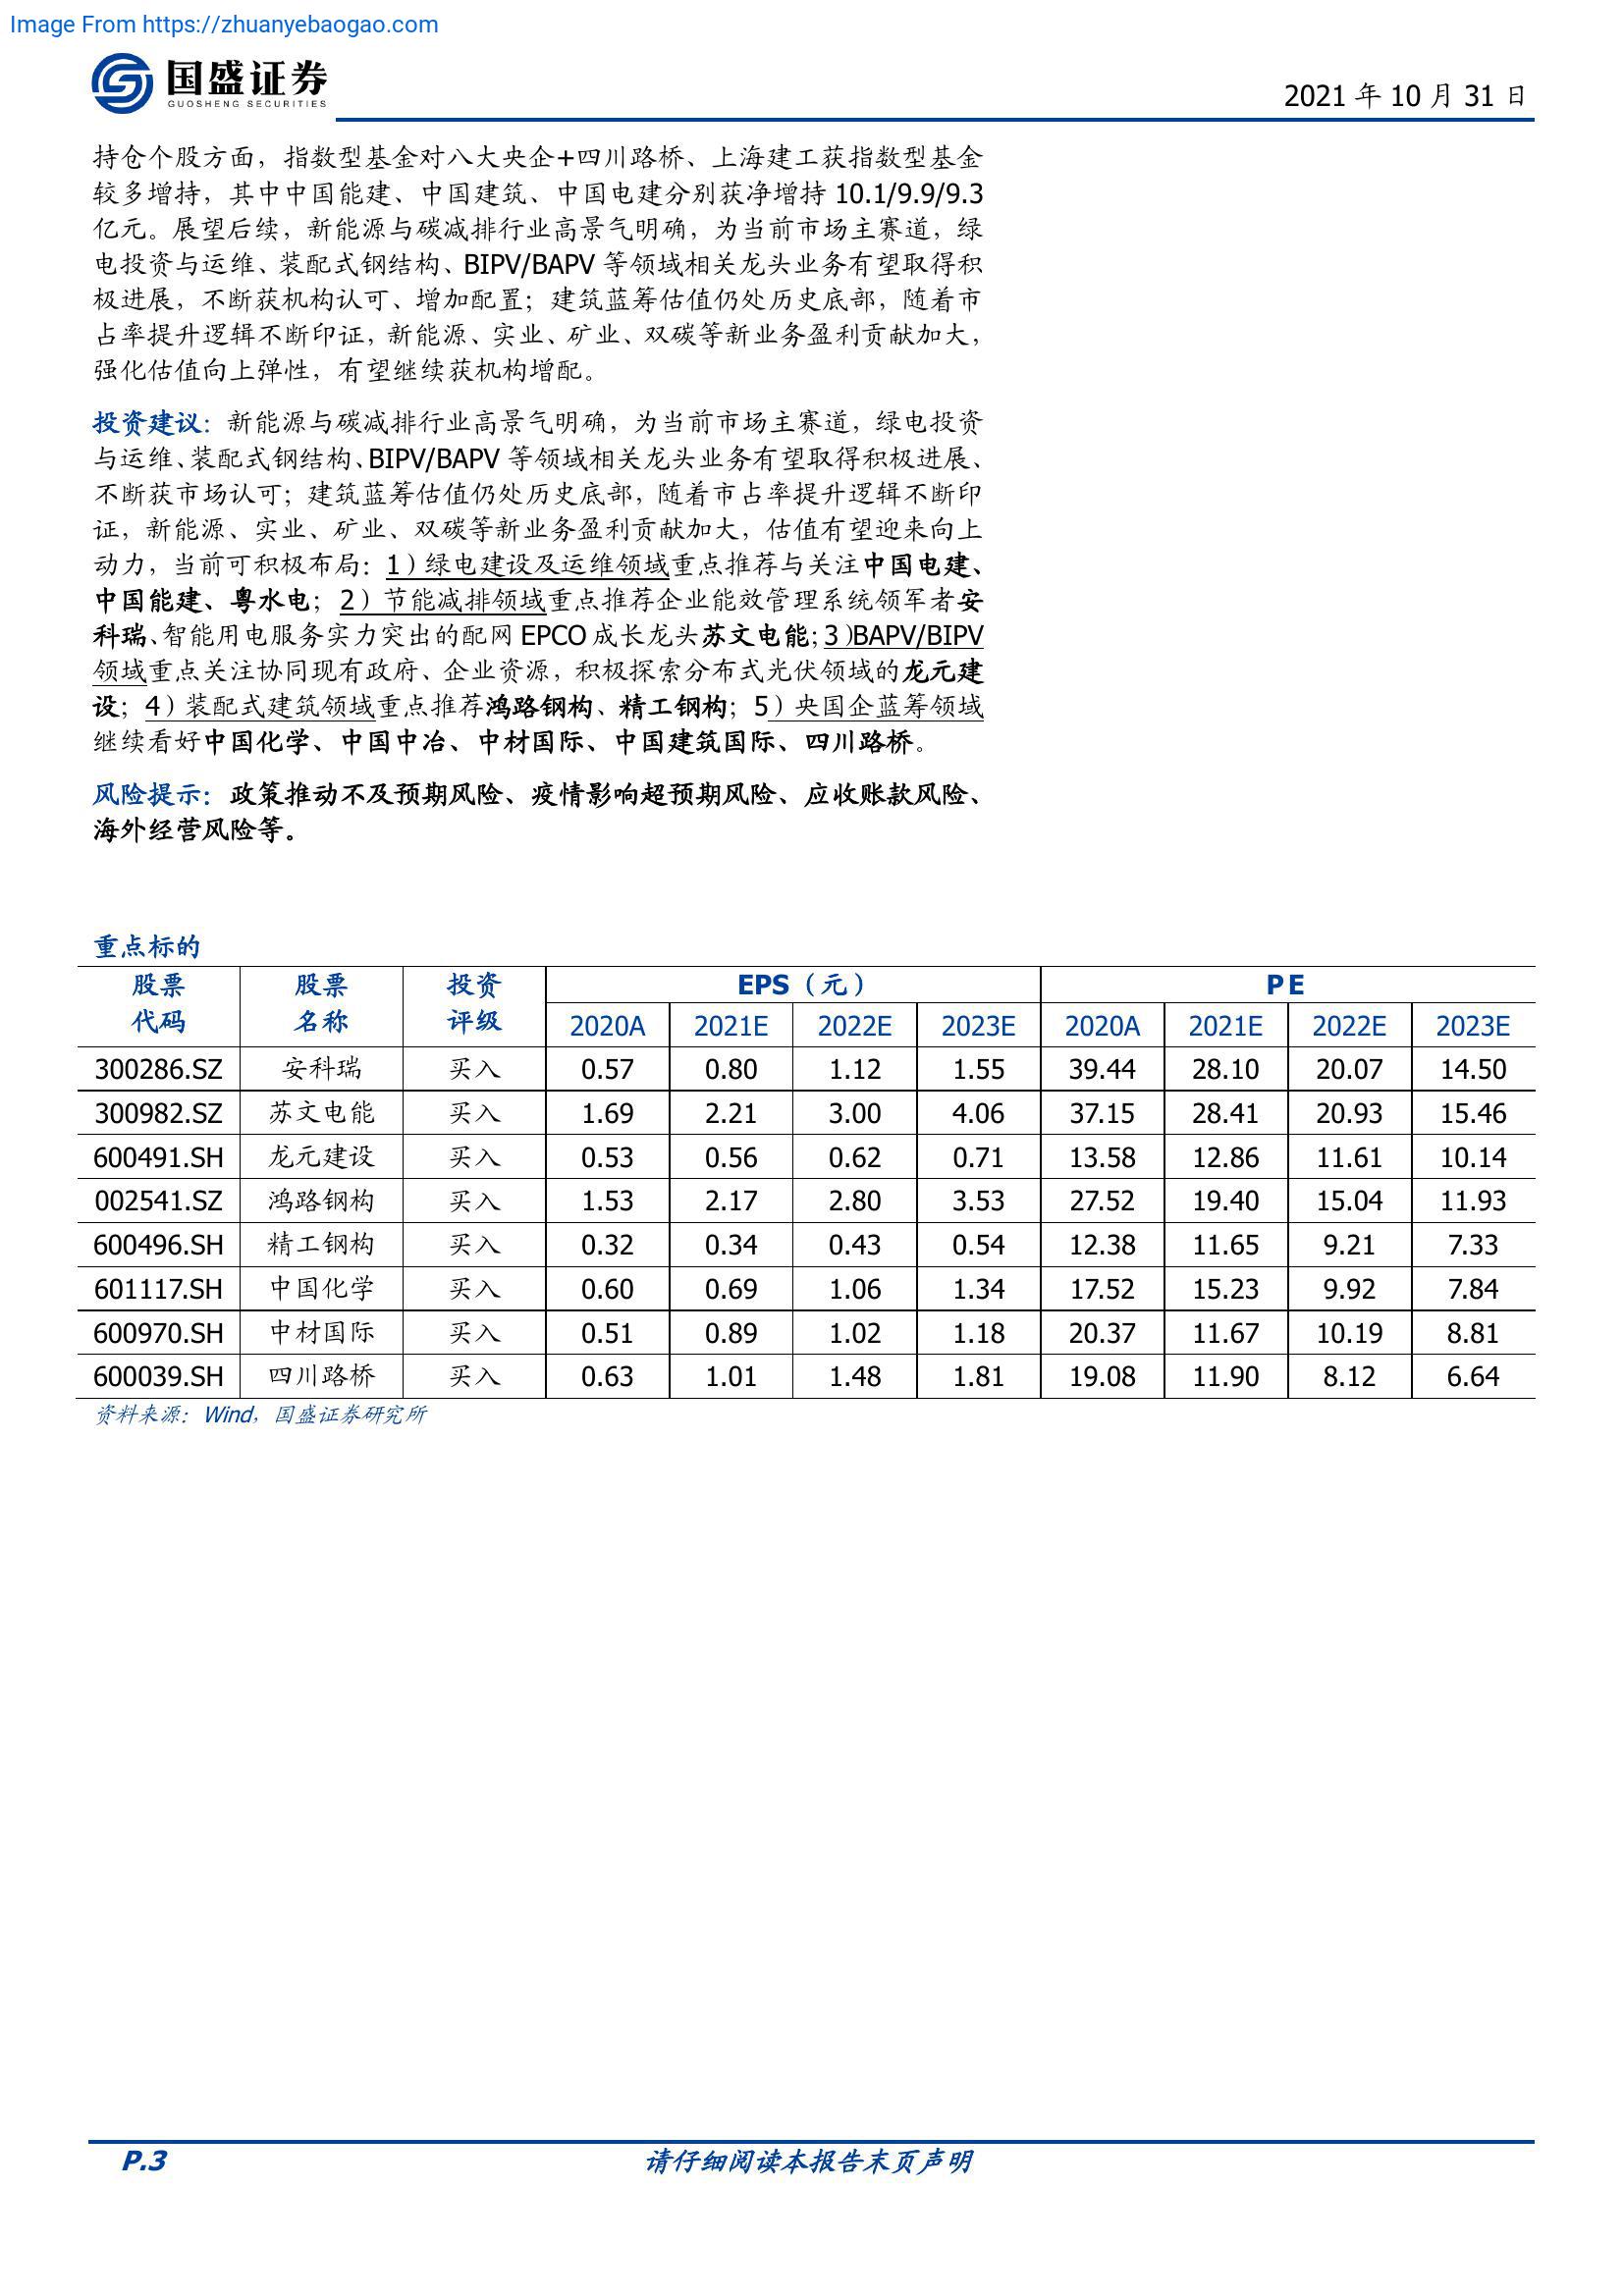 Image From https://zhuanyebaogao.com
国盛证券
GUOSHENG SECURITIES
2021 年 10 月 31 日
持仓个股方面，指数型基金对八大央企+四川路桥、上海建工获指数型基金
较多增持，其中中国能建、中国建筑、中国电建分别获净增持 10.1/9.9/9.3
亿元。展望后续，新能源与碳减排行业高景气明确，为当前市场主赛道，绿
电投资与运维、装配式钢结构、BIPV/BAPV 等领域相关龙头业务有望取得积
极进展，不断获机构认可、增加配置；建筑蓝筹估值仍处历史底部，随着市
占率提升逻辑不断印证，新能源、实业、矿业、双碳等新业务盈利贡献加大，
强化估值向上弹性，有望继续获机构增配。
投资建议：新能源与碳减排行业高景气明确，为当前市场主赛道，绿电投资
与运维、装配式钢结构、BIPV/BAPV 等领域相关龙头业务有望取得积极进展、
不断获市场认可；建筑蓝筹估值仍处历史底部，随着市占率提升逻辑不断印
证，新能源、实业、矿业、双碳等新业务盈利贡献加大，估值有望迎来向上
动力，当前可积极布局：1）绿电建设及运维领域重点推荐与关注中国电建、
中国能建、粤水电；2）节能减排领域重点推荐企业能效管理系统领军者安
科瑞、智能用电服务实力突出的配网 EPCO 成长龙头苏文电能；3）BAPV/BIPV
领域重点关注协同现有政府、企业资源，积极探索分布式光伏领域的龙元建
设；4）装配式建筑领域重点推荐鸿路钢构、精工钢构；5）央国企蓝筹领域
继续看好中国化学、中国中冶、中材国际、中国建筑国际、四川路桥。
风险提示：政策推动不及预期风险、疫情影响超预期风险、应收账款风险、
海外经营风险等。
重点标的
股票 股票 投资 EPS（元） PE
代码 名称 评级 2020A 2021E 2022E 2023E 2020A 2021E 2022E 2023E
300286.SZ 安科瑞 买入 0.57 0.80 1.12 1.55 39.44 28.10 20.07 14.50
300982.SZ 苏文电能 买入 1.69 2.21 3.00 4.06 37.15 28.41 20.93 15.46
600491.SH 龙元建设 买入 0.53 0.56 0.62 0.71 13.58 12.86 11.61 10.14
002541.SZ 鸿路钢构 买入 1.53 2.17 2.80 3.53 27.52 19.40 15.04 11.93
600496.SH 精工钢构 买入 0.32 0.34 0.43 0.54 12.38 11.65 9.21 7.33
601117.SH 中国化学 买入 0.60 0.69 1.06 1.34 17.52 15.23 9.92 7.84
600970.SH 中材国际 买入 0.51 0.89 1.02 1.18 20.37 11.67 10.19 8.81
600039.SH 四川路桥 买入 0.63 1.01 1.48 1.81 19.08 11.90 8.12 6.64
资料来源：Wind，国盛证券研究所
P.3 请仔细阅读本报告末页声明